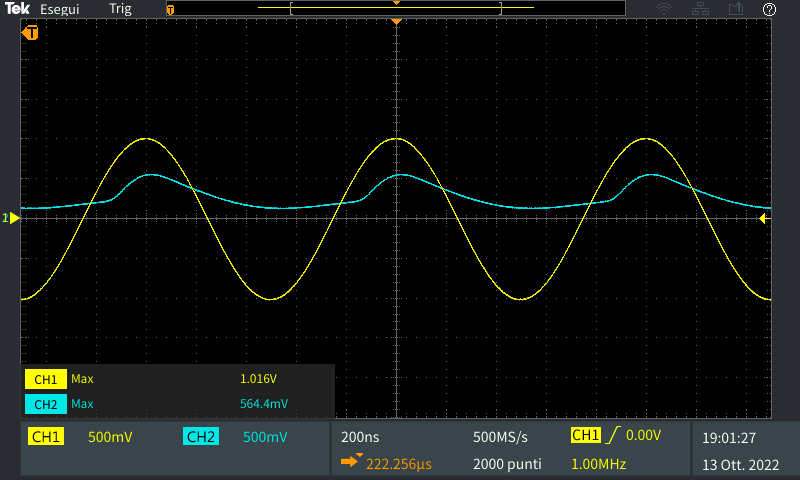 Tek Esegui Trig T ?
T
CH1 Max 1.016V
CH2 Max 564.4mV
CH1 500mV CH2 500mV 200ns 500MS/s CH1 0.00V 19:01:27
222.256µs 2000 punti 1.00MHz 13 Ott. 2022